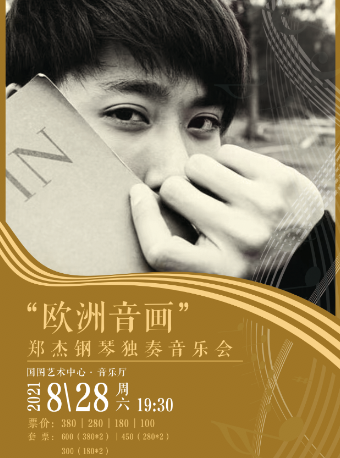 IN
“欧洲音画”
郑杰钢琴独奏音乐会
国图艺术中心·音乐厅
2021 8\28 周六 19:30
票价：380｜280｜180｜100
套票：600（380*2）｜450（280*2）
300（180*2）